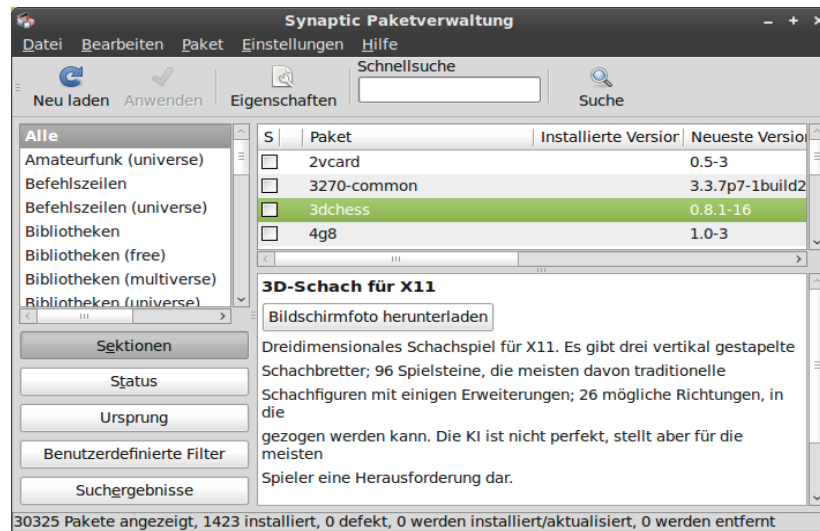 Synaptic Paketverwaltung
Datei Bearbeiten Paket Einstellungen Hilfe
Neu laden
Anwenden
Eigenschaften
Schnellsuche
Suche
Alle
Amateurfunk (universe)
Befehlszeilen
Befehlszeilen (universe)
Bibliotheken
Bibliotheken (free)
Bibliotheken (multiverse)
Bibliotheken (universe)
Sektionen
Status
Ursprung
Benutzerdefinierte Filter
Suchergebnisse
S Paket Installierte Version Neueste Version
2vcard 0.5-3
3270-common 3.3.7p7-1build2
3dchess 0.8.1-16
4g8 1.0-3
3D-Schach für X11
Bildschirmfoto herunterladen
Dreidimensionales Schachspiel für X11. Es gibt drei vertikal gestapelte
Schachbretter; 96 Spielsteine, die meisten davon traditionelle
Schachfiguren mit einigen Erweiterungen; 26 mögliche Richtungen, in
die
gezogen werden kann. Die KI ist nicht perfekt, stellt aber für die
meisten
Spieler eine Herausforderung dar.
30325 Pakete angezeigt, 1423 installiert, 0 defekt, 0 werden installiert/aktualisiert, 0 werden entfernt